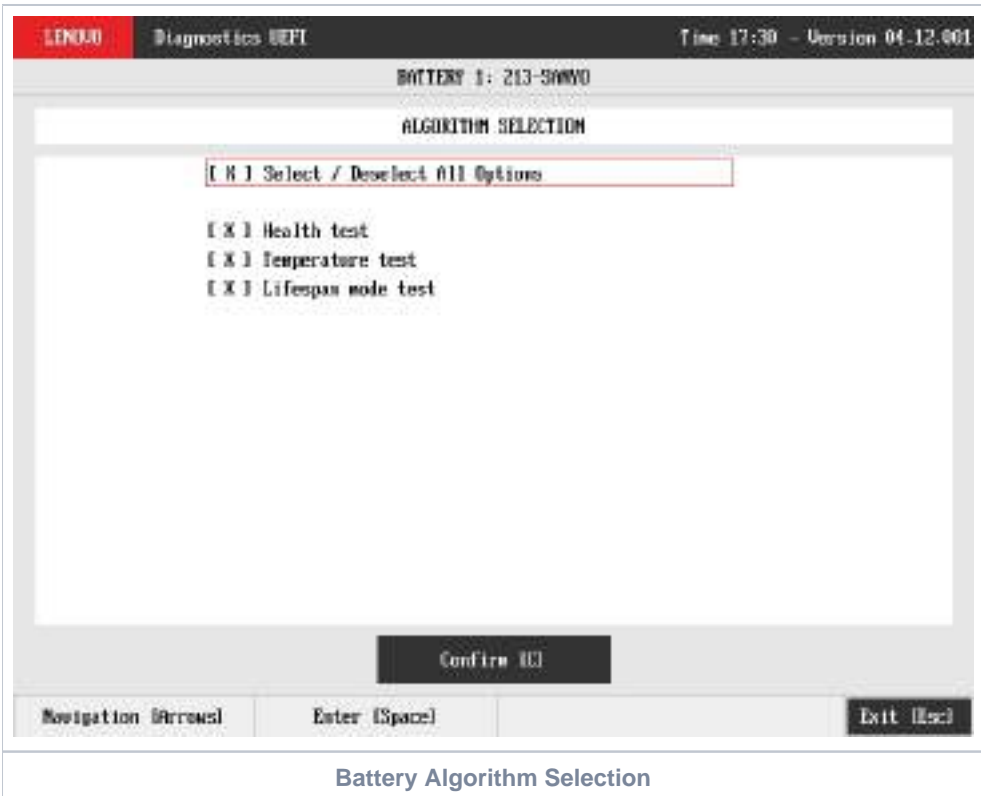 LENOVO Diagnostics UEFI Time 17:30 - Version 04.12.001
BATTERY 1: 213-SANYO
ALGORITHM SELECTION
[ X ] Select / Deselect All Options
[ X ] Health test
[ X ] Temperature test
[ X ] Lifespan mode test
Confirm [C]
Navigation [Arrows] Enter [Space] Exit [Esc]
Battery Algorithm Selection